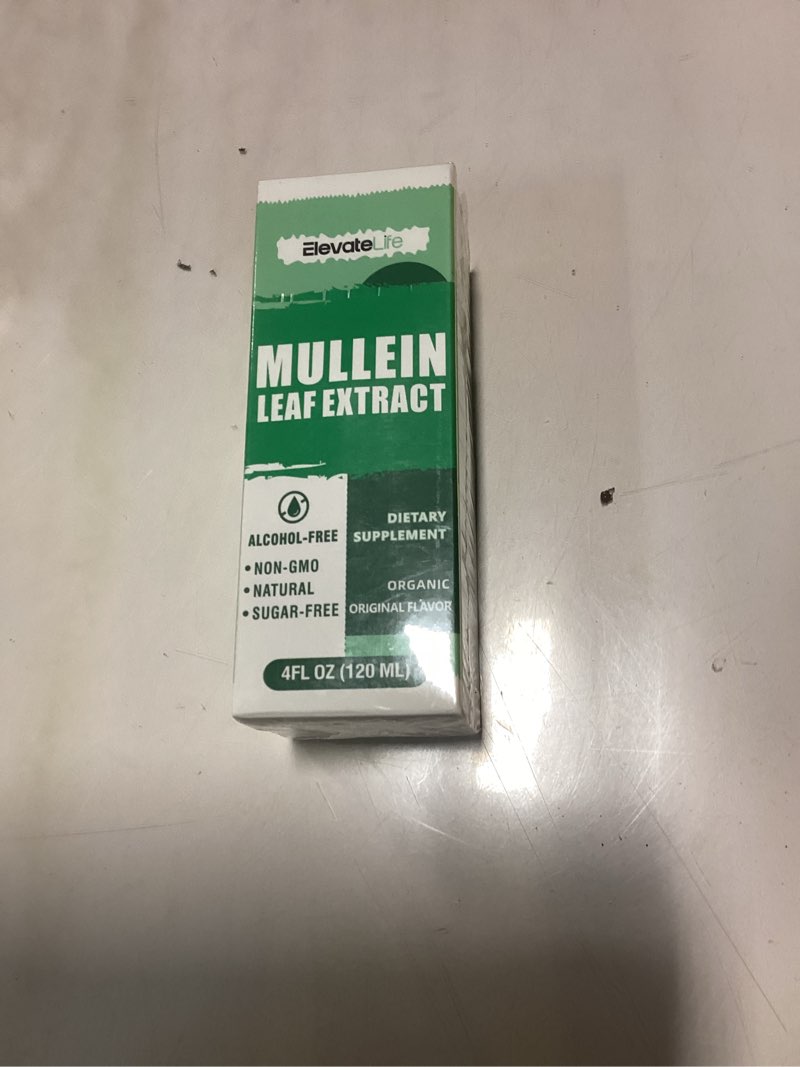 ElevateLife
MULLEIN
LEAF EXTRACT
ALCOHOL-FREE
• NON-GMO
• NATURAL
• SUGAR-FREE
DIETARY
SUPPLEMENT
ORGANIC
ORIGINAL FLAVOR
4FL OZ (120 ML)